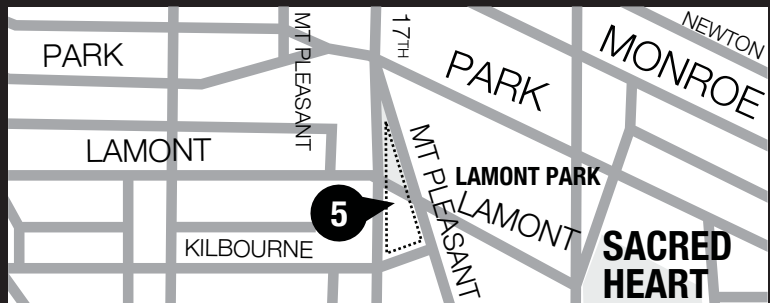 NEWTON
17TH
MT PLEASANT
MONROE
PARK
PARK
LAMONT
MT PLEASANT
LAMONT PARK
5
LAMONT
KILBOURNE
SACRED
HEART